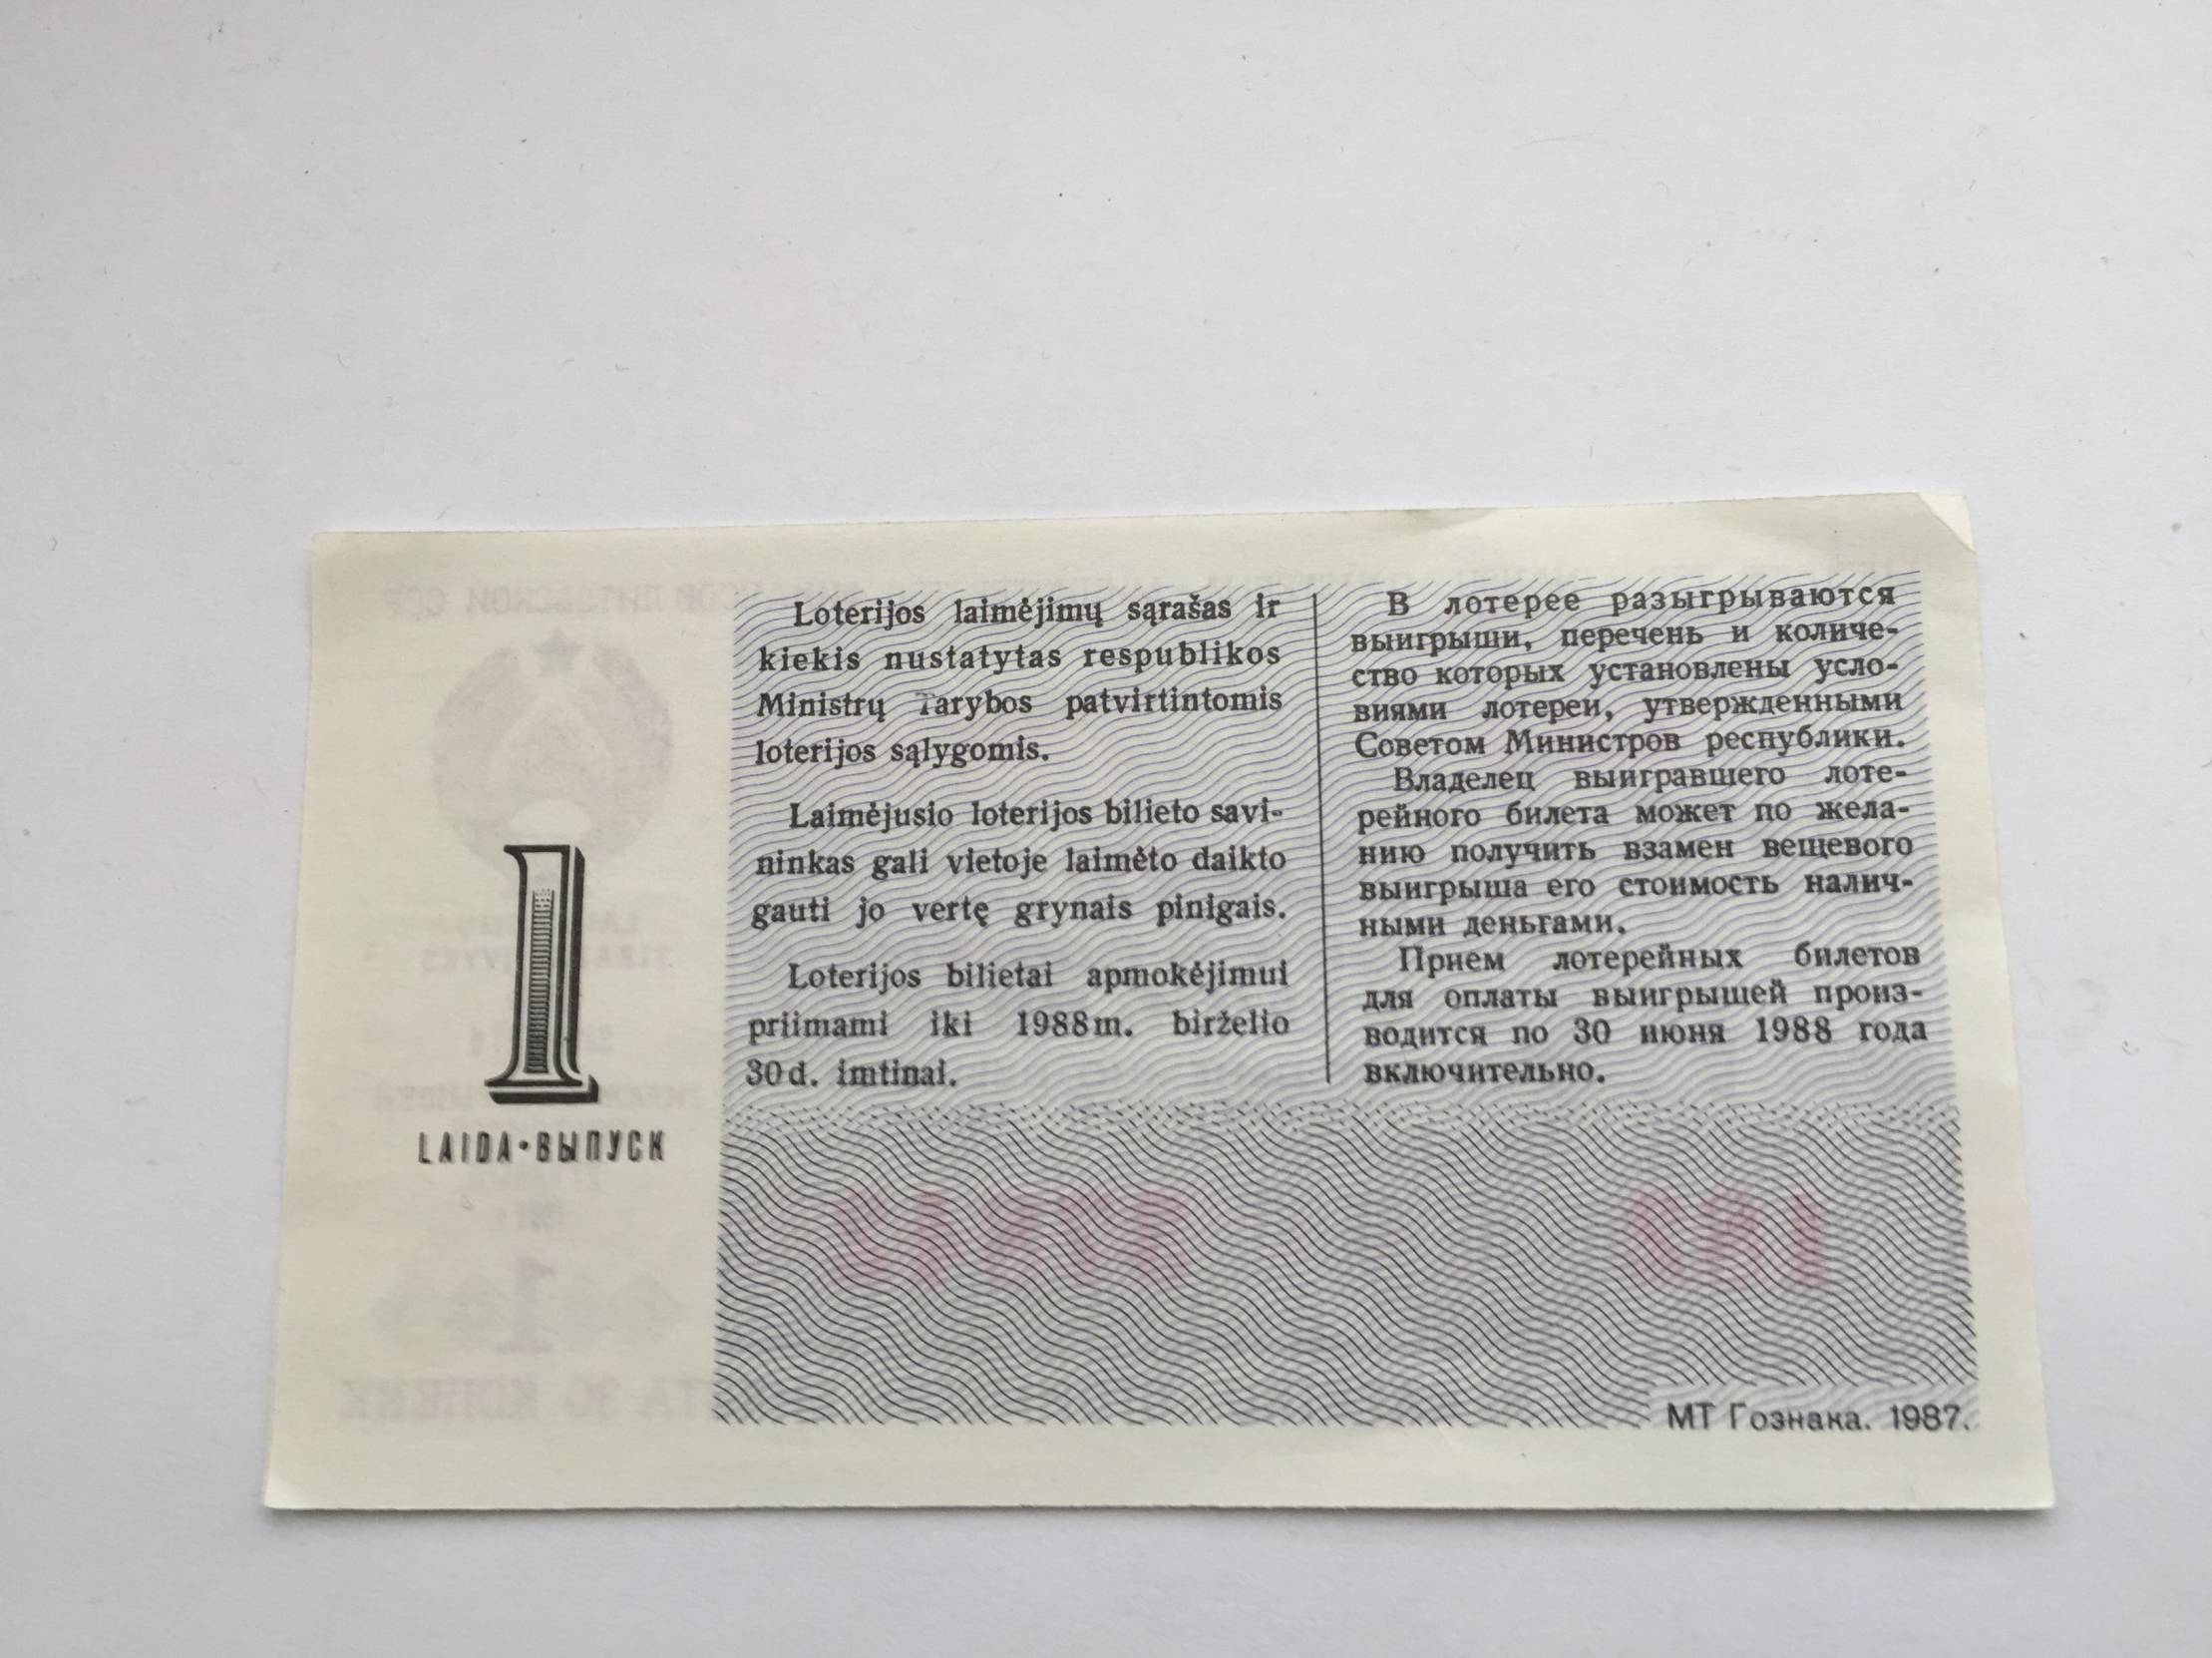 Loterijos laimėjimų sąrašas ir
kiekis nustatytas respublikos
Ministrų Tarybos patvirtintomis
loterijos sąlygomis.
Laimėjusio loterijos bilieto savi-
ninkas gali vietoje laimėto daikto
gauti jo vertę grynais pinigais.
Loterijos bilietai apmokėjimui
priimami iki 1988 m. birželio
30 d. imtinai.
В лотерее разыгрываются
выигрыши, перечень и количе-
ство которых установлены усло-
виями лотереи, утвержденными
Советом Министров республики.
Владелец выигравшего лоте-
рейного билета может по жела-
нию получить взамен вещевого
выигрыша его стоимость налич-
ными деньгами.
Прием лотерейных билетов
для оплаты выигрышей произ-
водится по 30 июня 1988 года
включительно.
1
LAIDA•ВЫПУСК
МТ Гознака. 1987.